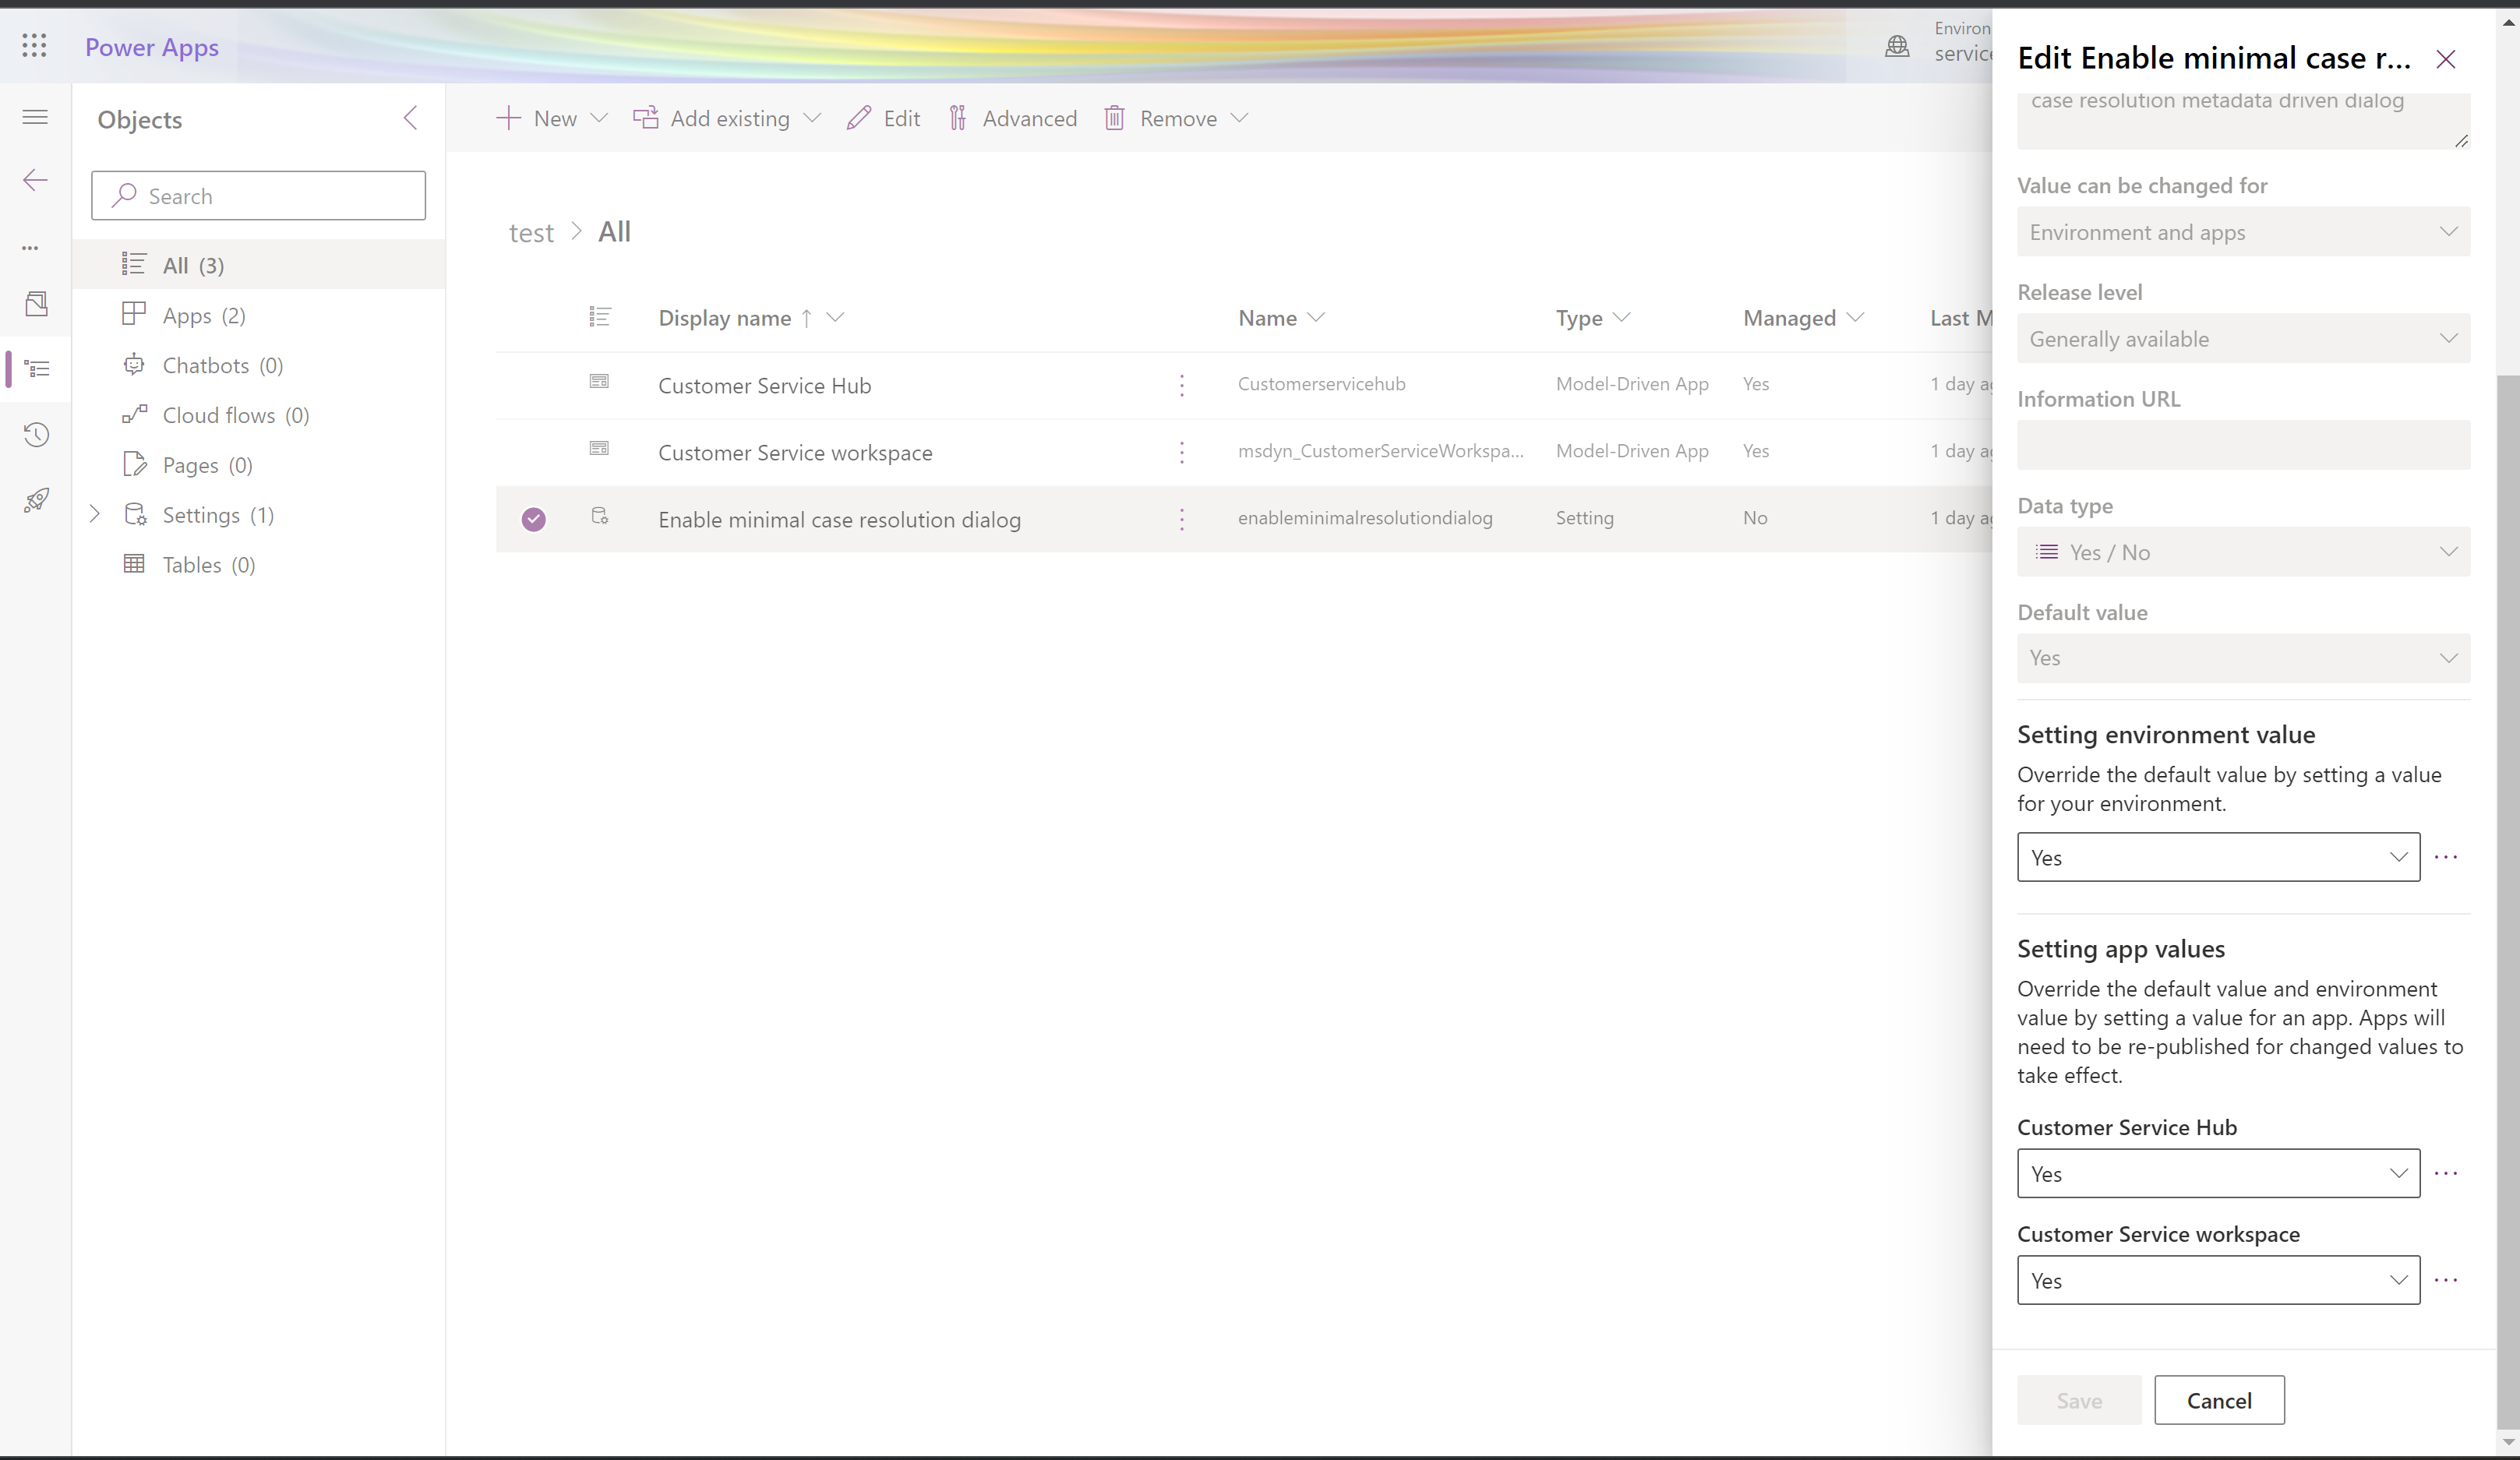 Power Apps
Environ
service
Objects
Search
All (3)
Apps (2)
Chatbots (0)
Cloud flows (0)
Pages (0)
Settings (1)
Tables (0)
New
Add existing
Edit
Advanced
Remove
test > All
Display name ↑ Name Type Managed Last M
Customer Service Hub Customerservicehub Model-Driven App Yes 1 day ag
Customer Service workspace msdyn_CustomerServiceWorkspa... Model-Driven App Yes 1 day ag
Enable minimal case resolution dialog enableminimalresolutiondialog Setting No 1 day ag
Edit Enable minimal case r...
case resolution metadata driven dialog
Value can be changed for
Environment and apps
Release level
Generally available
Information URL
Data type
Yes / No
Default value
Yes
Setting environment value
Override the default value by setting a value
for your environment.
Yes
Setting app values
Override the default value and environment
value by setting a value for an app. Apps will
need to be re-published for changed values to
take effect.
Customer Service Hub
Yes
Customer Service workspace
Yes
Save
Cancel